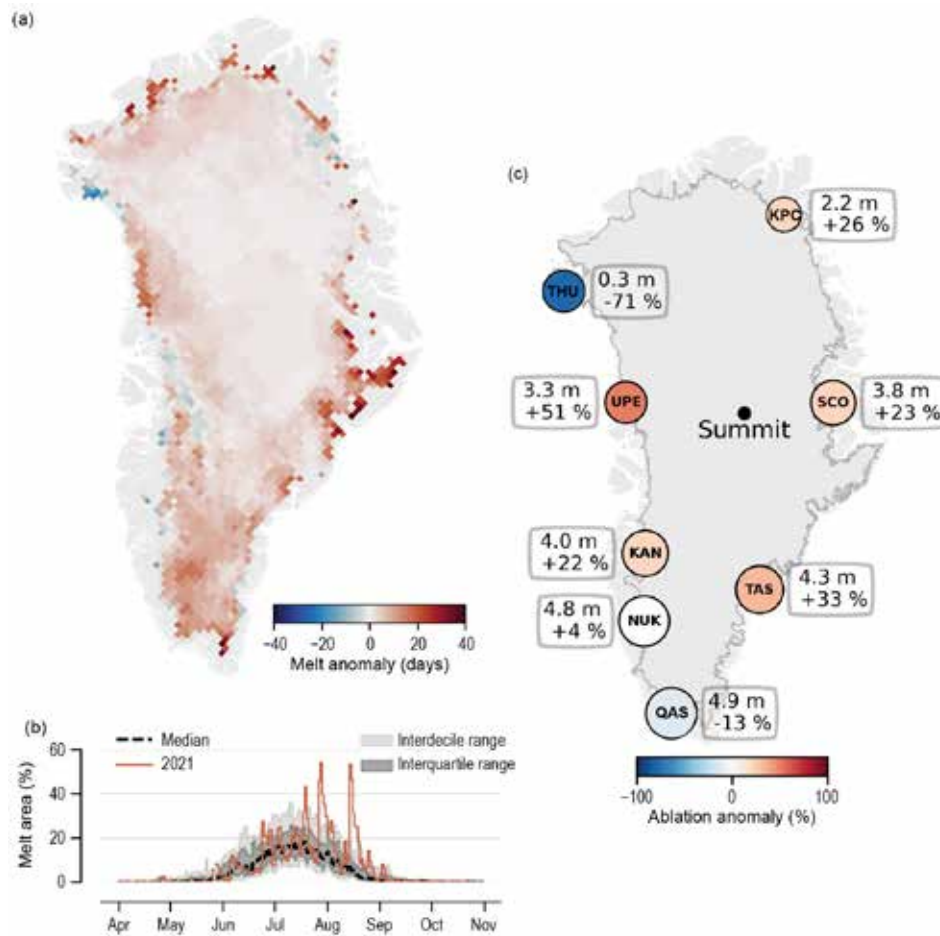 (a)
−40
−20
0
20
40
Melt anomaly (days)
(b)
Median
2021
Interdecile range
Interquartile range
60
40
20
0
Melt area (%)
Apr
May
Jun
Jul
Aug
Sep
Oct
Nov
(c)
KPC
2.2 m
+26 %
THU
0.3 m
-71 %
3.3 m
+51 %
UPE
Summit
SCO
3.8 m
+23 %
4.0 m
+22 %
KAN
TAS
4.3 m
+33 %
4.8 m
+4 %
NUK
QAS
4.9 m
-13 %
−100
0
100
Ablation anomaly (%)